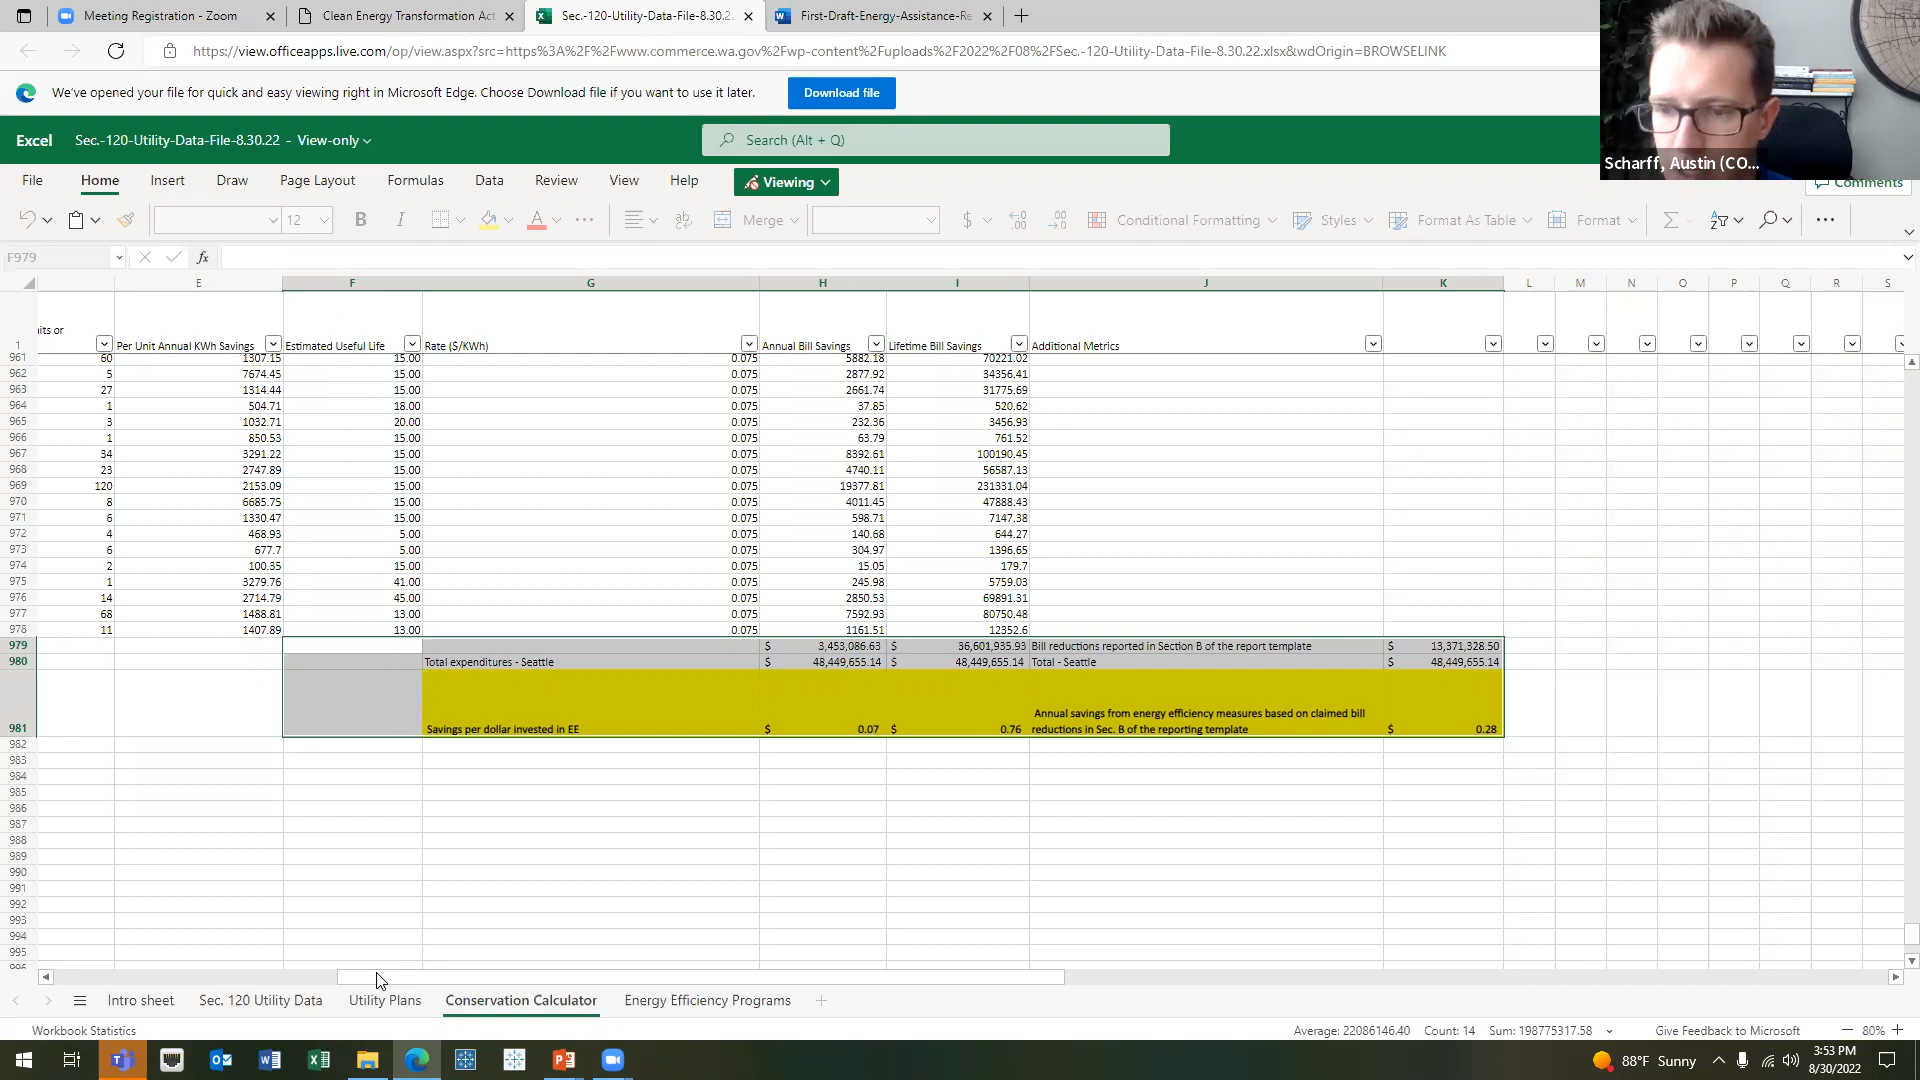 Meeting Registration - Zoom
Clean Energy Transformation Act
Sec.-120-Utility-Data-File-8.30.2
First-Draft-Energy-Assistance-Re
https://view.officeapps.live.com/op/view.aspx?src=https%3A%2F%2Fwww.commerce.wa.gov%2Fwp-content%2Fuploads%2F2022%2F08%2FSec.-120-Utility-Data-File-8.30.22.xlsx&wdOrigin=BROWSELINK
We've opened your file for quick and easy viewing right in Microsoft Edge. Choose Download file if you want to use it later.
Download file
Excel Sec.-120-Utility-Data-File-8.30.22 - View-only
Search (Alt + Q)
Scharff, Austin (CO...
File Home Insert Draw Page Layout Formulas Data Review View Help Viewing Comments
12 B I ab Merge $ .00 Conditional Formatting Styles Format As Table Format
F979 fx
E F G H I J K L M N O P Q R S
its or
1 Per Unit Annual KWh Savings Estimated Useful Life Rate ($/KWh) Annual Bill Savings Lifetime Bill Savings Additional Metrics
961 60 1307.15 15.00 0.075 5882.18 70221.02
962 5 7674.45 15.00 0.075 2877.92 34356.41
963 27 1314.44 15.00 0.075 2661.74 31775.69
964 1 504.71 18.00 0.075 37.85 520.62
965 3 1032.71 20.00 0.075 232.36 3456.93
966 1 850.53 15.00 0.075 63.79 761.52
967 34 3291.22 15.00 0.075 8392.61 100190.45
968 23 2747.89 15.00 0.075 4740.11 56587.13
969 120 2153.09 15.00 0.075 19377.81 231331.04
970 8 6685.75 15.00 0.075 4011.45 47888.43
971 6 1330.47 15.00 0.075 598.71 7147.38
972 4 468.93 5.00 0.075 140.68 644.27
973 6 677.7 5.00 0.075 304.97 1396.65
974 2 100.35 15.00 0.075 15.05 179.7
975 1 3279.76 41.00 0.075 245.98 5759.03
976 14 2714.79 45.00 0.075 2850.53 69891.31
977 68 1488.81 13.00 0.075 7592.93 80750.48
978 11 1407.89 13.00 0.075 1161.51 12352.6
979 $ 3,453,086.63 $ 36,601,935.93 Bill reductions reported in Section B of the report template $ 13,371,328.50
980 Total expenditures - Seattle $ 48,449,655.14 $ 48,449,655.14 Total - Seattle $ 48,449,655.14
Annual savings from energy efficiency measures based on claimed bill
981 Savings per dollar invested in EE $ 0.07 $ 0.76 reductions in Sec. B of the reporting template $ 0.28
982
983
984
985
986
987
988
989
990
991
992
993
994
995
996
Intro sheet Sec. 120 Utility Data Utility Plans Conservation Calculator Energy Efficiency Programs
Workbook Statistics Average: 22086146.40 Count: 14 Sum: 198775317.58 Give Feedback to Microsoft 80%
88°F Sunny
3:53 PM
8/30/2022